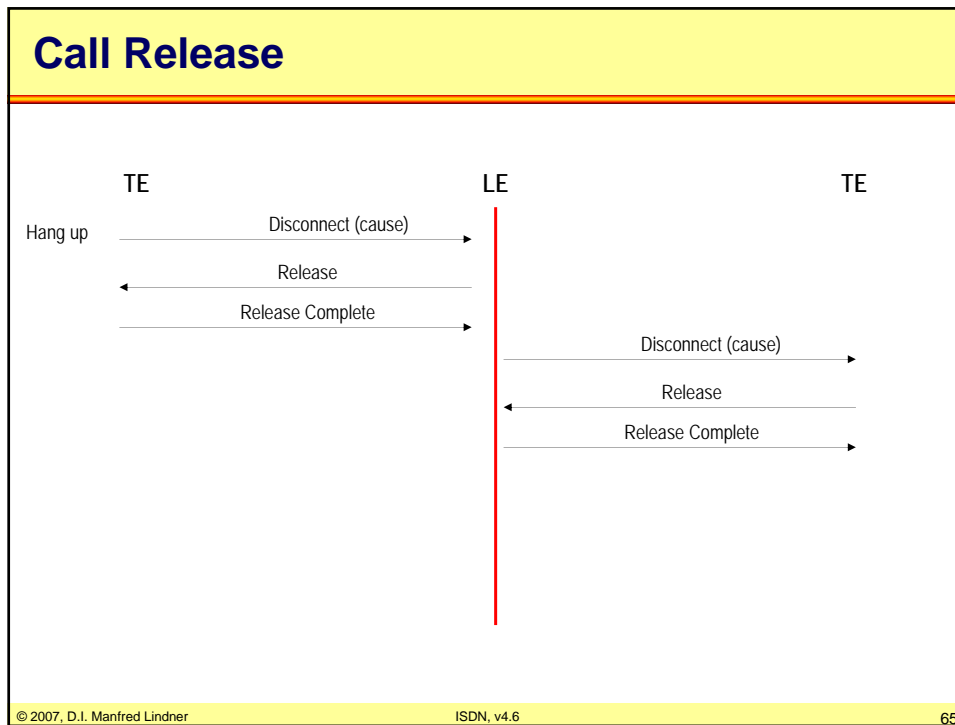 Call Release
TE LE TE
Hang up Disconnect (cause)
Release
Release Complete
Disconnect (cause)
Release
Release Complete
© 2007, D.I. Manfred Lindner ISDN, v4.6 65